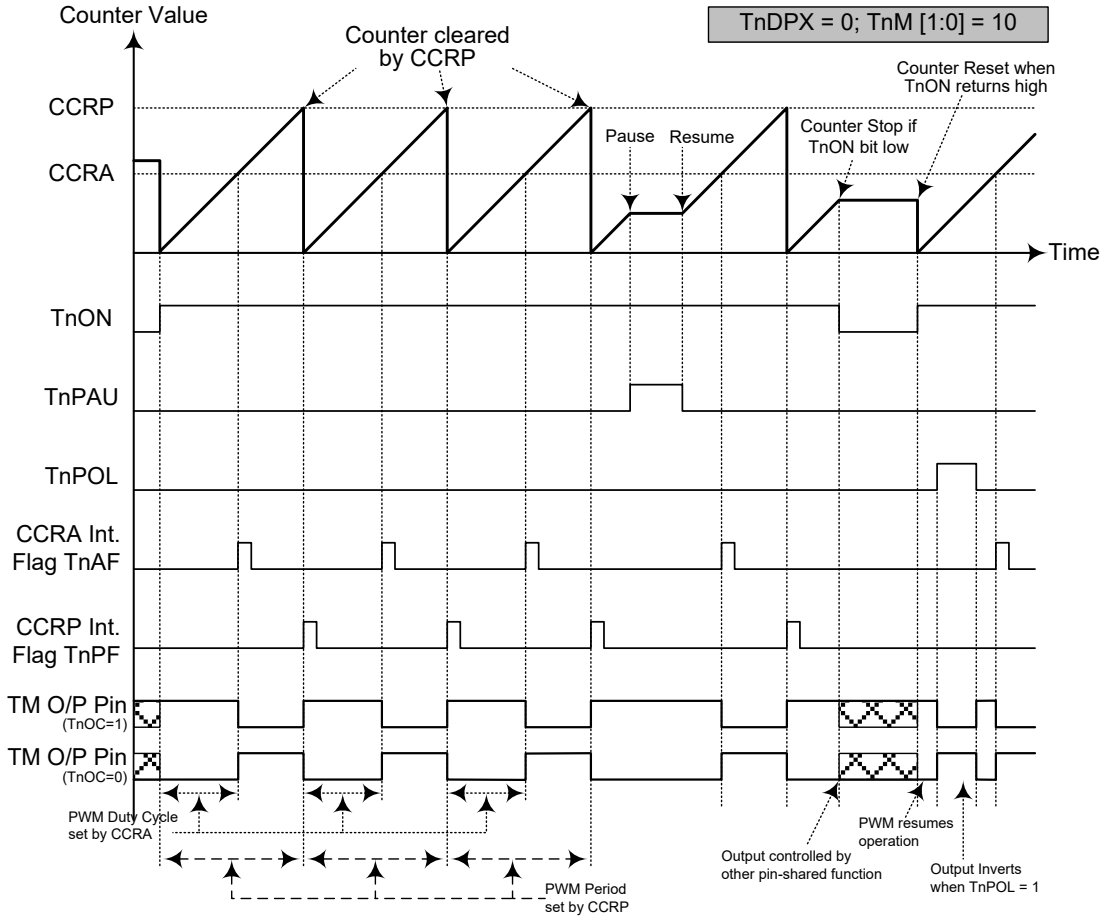 Counter Value
TnDPX = 0; TnM [1:0] = 10
Counter cleared
by CCRP
Counter Reset when
TnON returns high
CCRP
Counter Stop if
TnON bit low
Pause
Resume
CCRA
Time
TnON
TnPAU
TnPOL
CCRA Int.
Flag TnAF
CCRP Int.
Flag TnPF
TM O/P Pin
(TnOC=1)
TM O/P Pin
(TnOC=0)
PWM Duty Cycle
set by CCRA
PWM resumes
operation
Output controlled by
other pin-shared function
Output Inverts
when TnPOL = 1
PWM Period
set by CCRP